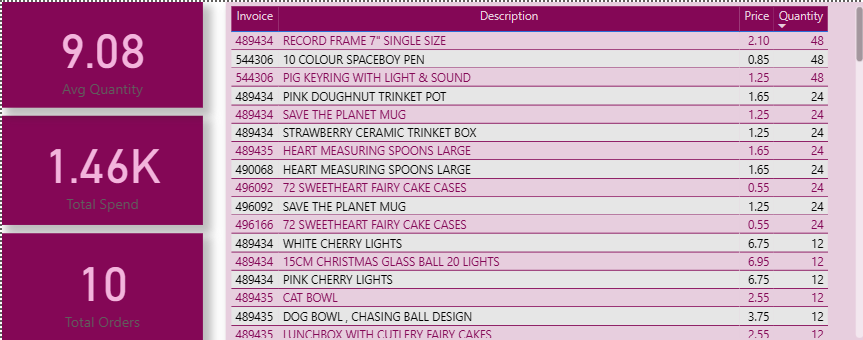 9.08
Avg Quantity
1.46K
Total Spend
10
Total Orders
Invoice Description Price Quantity
489434 RECORD FRAME 7" SINGLE SIZE 2.10 48
544306 10 COLOUR SPACEBOY PEN 0.85 48
544306 PIG KEYRING WITH LIGHT & SOUND 1.25 48
489434 PINK DOUGHNUT TRINKET POT 1.65 24
489434 SAVE THE PLANET MUG 1.25 24
489434 STRAWBERRY CERAMIC TRINKET BOX 1.25 24
489435 HEART MEASURING SPOONS LARGE 1.65 24
490068 HEART MEASURING SPOONS LARGE 1.65 24
496092 72 SWEETHEART FAIRY CAKE CASES 0.55 24
496092 SAVE THE PLANET MUG 1.25 24
496166 72 SWEETHEART FAIRY CAKE CASES 0.55 24
489434 WHITE CHERRY LIGHTS 6.75 12
489434 15CM CHRISTMAS GLASS BALL 20 LIGHTS 6.95 12
489434 PINK CHERRY LIGHTS 6.75 12
489435 CAT BOWL 2.55 12
489435 DOG BOWL , CHASING BALL DESIGN 3.75 12
489435 LUNCHBOX WITH CUTLERY FAIRY CAKES 2.55 12